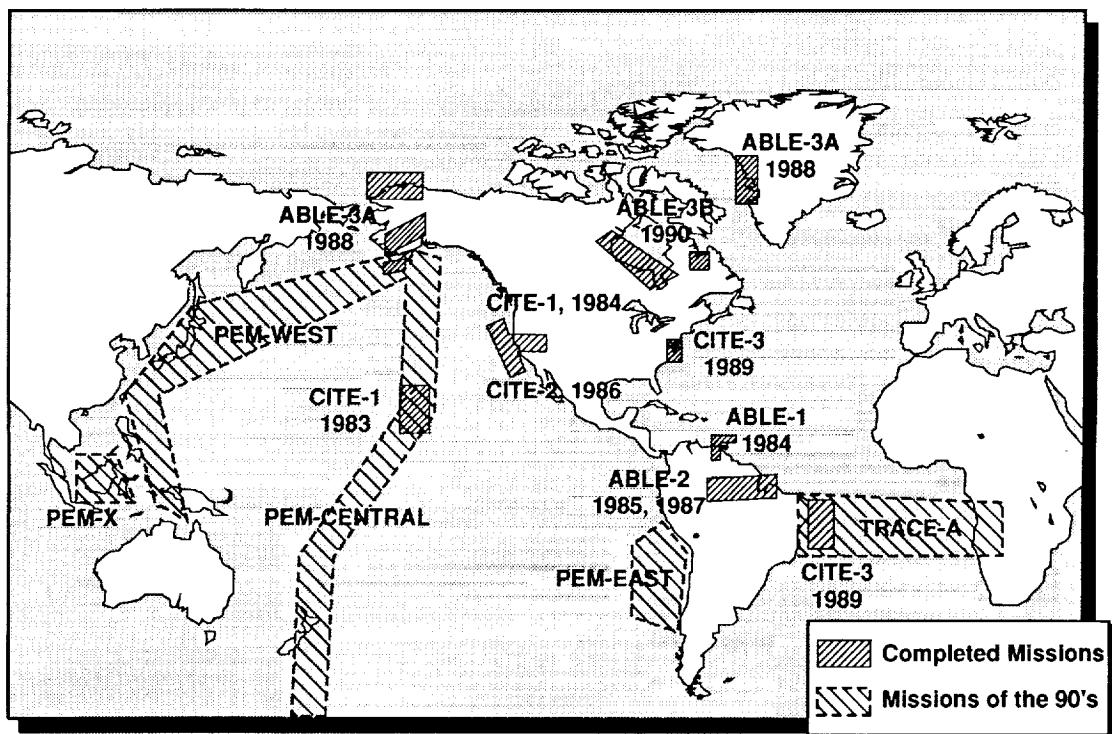 ABLE-3A
1988
ABLE-3A
1988
ABLE-3B
1990
CITE-1, 1984
PEM-WEST
CITE-3
1989
CITE-2, 1986
CITE-1
1983
ABLE-1
1984
ABLE-2
1985, 1987
PEM-X
PEM-CENTRAL
TRACE-A
PEM-EAST
CITE-3
1989
Completed Missions
Missions of the 90's